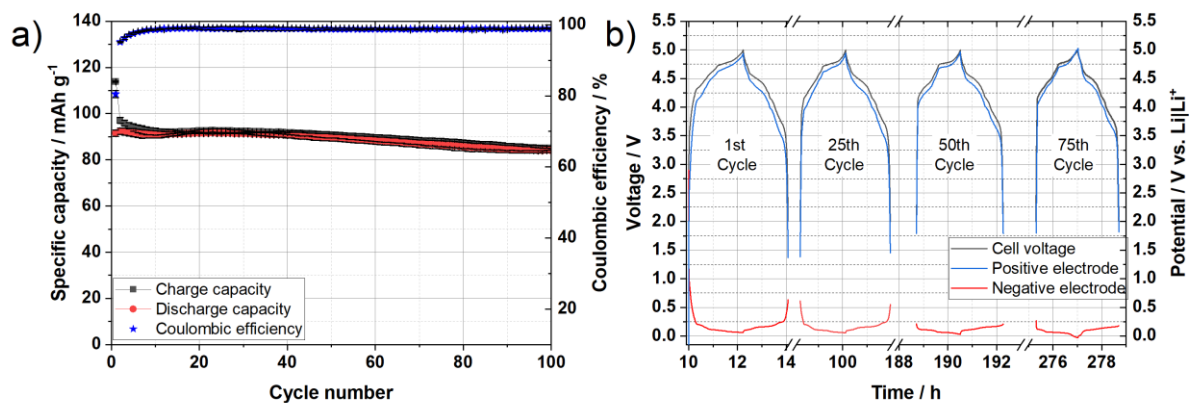 a)
Specific capacity / mAh g⁻¹
140
120
100
80
60
40
20
0
Charge capacity
Discharge capacity
Coulombic efficiency
0 20 40 60 80 100
Cycle number
100
80
60
40
20
Coulombic efficiency / %
b)
Voltage / V
5.5
5.0
4.5
4.0
3.5
3.0
2.5
2.0
1.5
1.0
0.5
0.0
1st
Cycle
25th
Cycle
50th
Cycle
75th
Cycle
Cell voltage
Positive electrode
Negative electrode
10 12 14 100 188 190 192 276 278
Time / h
5.5
5.0
4.5
4.0
3.5
3.0
2.5
2.0
1.5
1.0
0.5
0.0
Potential / V vs. Li|Li⁺